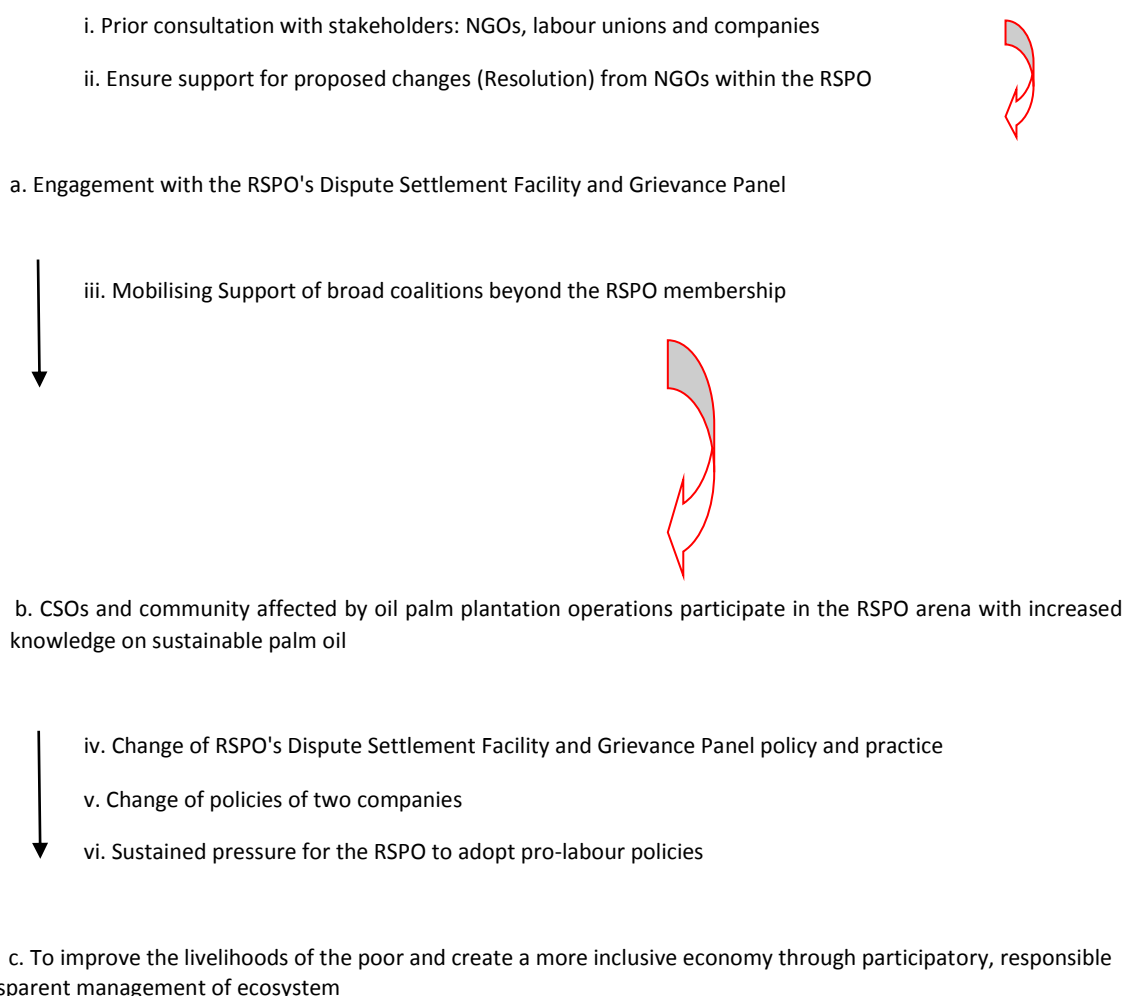 i. Prior consultation with stakeholders: NGOs, labour unions and companies
ii. Ensure support for proposed changes (Resolution) from NGOs within the RSPO
a. Engagement with the RSPO's Dispute Settlement Facility and Grievance Panel
iii. Mobilising Support of broad coalitions beyond the RSPO membership
b. CSOs and community affected by oil palm plantation operations participate in the RSPO arena with increased
knowledge on sustainable palm oil
iv. Change of RSPO's Dispute Settlement Facility and Grievance Panel policy and practice
v. Change of policies of two companies
vi. Sustained pressure for the RSPO to adopt pro-labour policies
c. To improve the livelihoods of the poor and create a more inclusive economy through participatory, responsible
sparent management of ecosystem